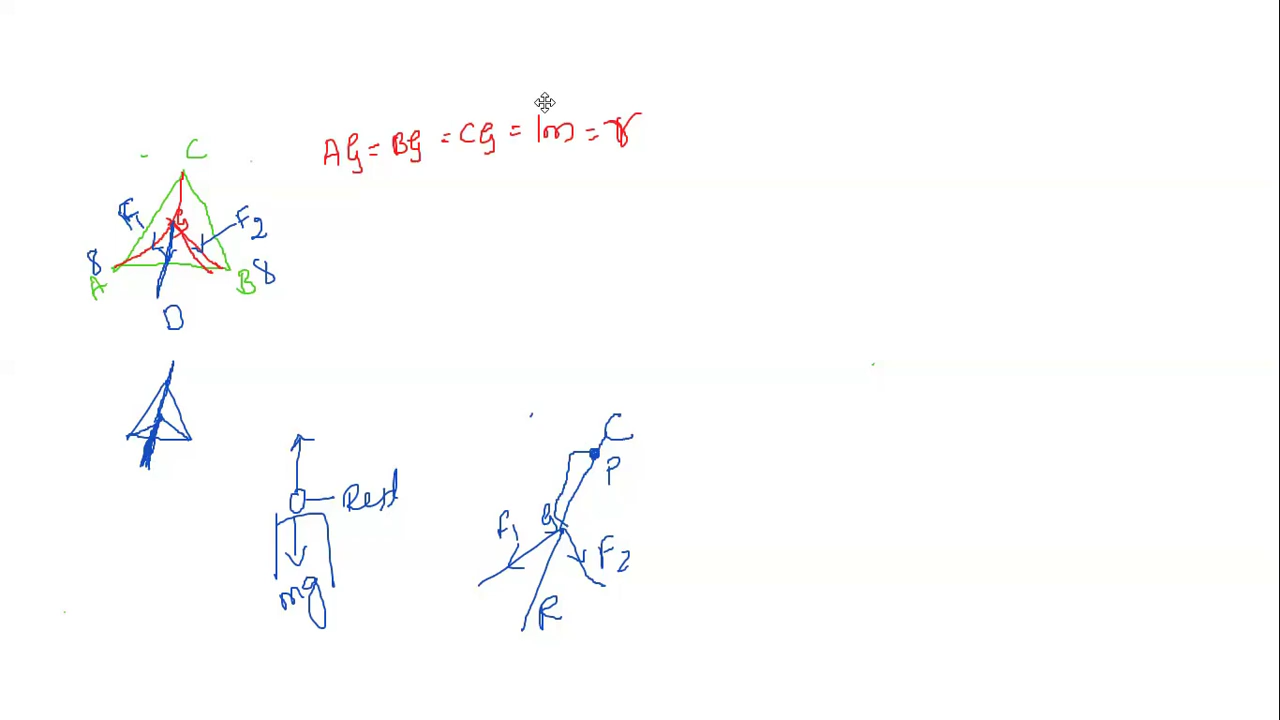 AG = BG = CG = 1m = r
C
F1
G
F2
8
A
B 8
D
Rest
mg
C
P
G
F1
F2
R